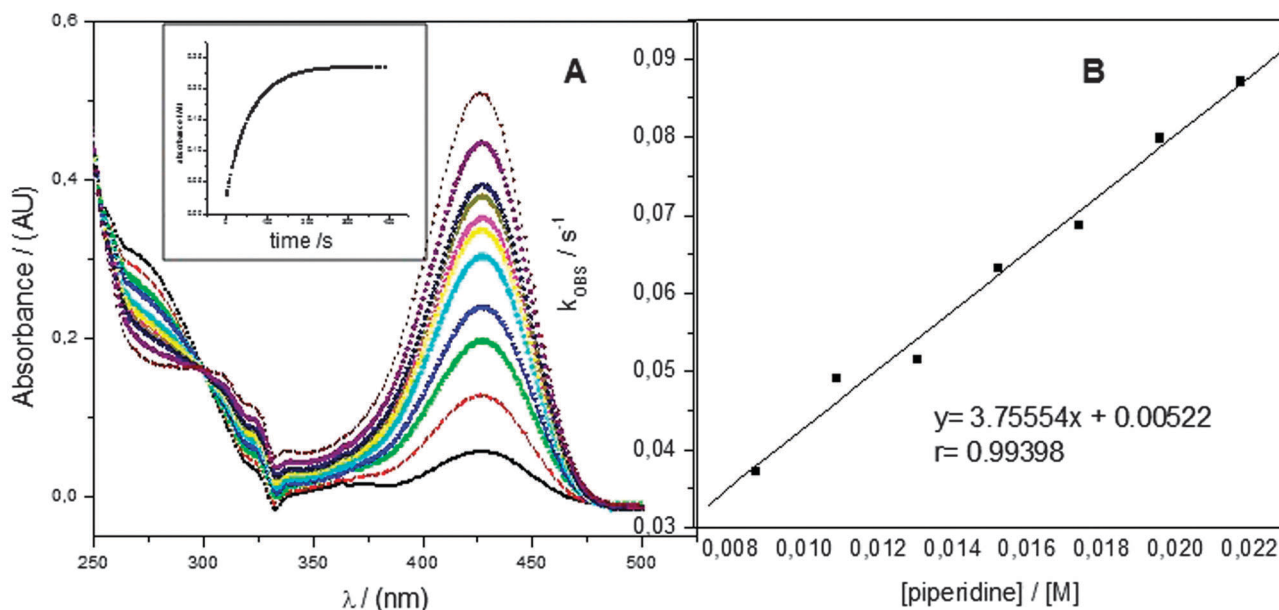 A
0,6
0,4
0,2
0,0
Absorbance / (AU)
250
300
350
400
450
500
λ / (nm)
time /s
B
0,09
0,08
0,07
0,06
0,05
0,04
0,03
k_OBS / s⁻¹
y= 3.75554x + 0.00522
r= 0.99398
0,008
0,010
0,012
0,014
0,016
0,018
0,020
0,022
[piperidine] / [M]